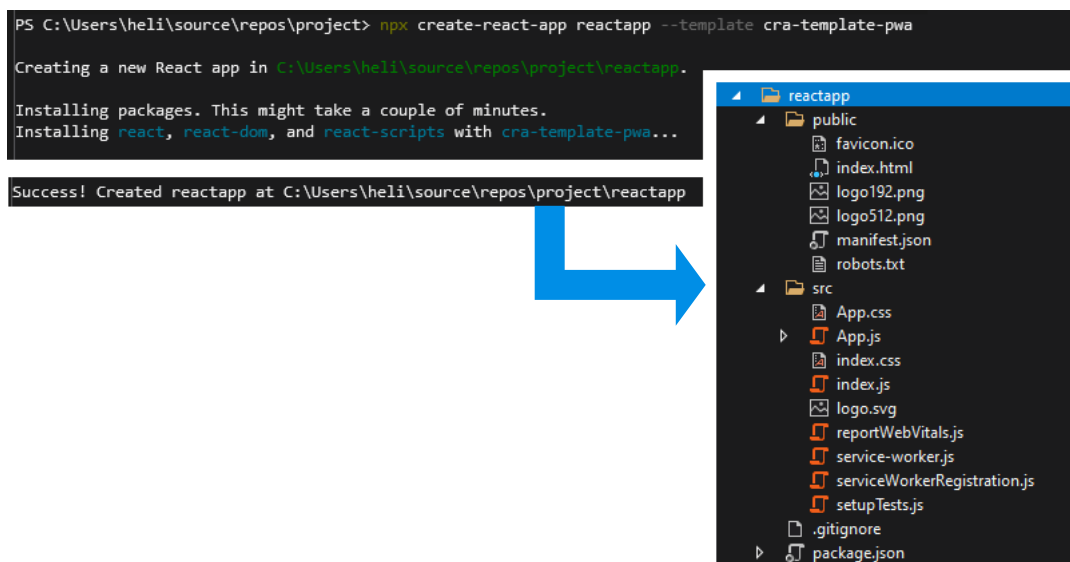 PS C:\Users\heli\source\repos\project> npx create-react-app reactapp --template cra-template-pwa
Creating a new React app in C:\Users\heli\source\repos\project\reactapp.
Installing packages. This might take a couple of minutes.
Installing react, react-dom, and react-scripts with cra-template-pwa...
Success! Created reactapp at C:\Users\heli\source\repos\project\reactapp
reactapp
public
favicon.ico
index.html
logo192.png
logo512.png
manifest.json
robots.txt
src
App.css
App.js
index.css
index.js
logo.svg
reportWebVitals.js
service-worker.js
serviceWorkerRegistration.js
setupTests.js
.gitignore
package.json